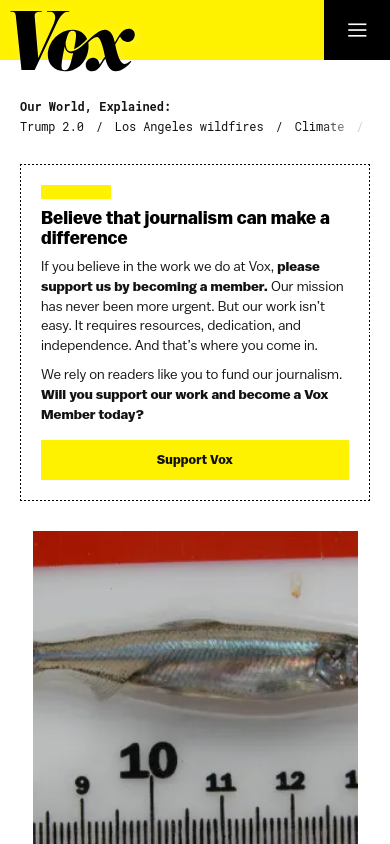 Vox
Our World, Explained:
Trump 2.0 / Los Angeles wildfires / Climate /
Believe that journalism can make a
difference
If you believe in the work we do at Vox, please
support us by becoming a member. Our mission
has never been more urgent. But our work isn't
easy. It requires resources, dedication, and
independence. And that's where you come in.
We rely on readers like you to fund our journalism.
Will you support our work and become a Vox
Member today?
Support Vox
9 10 11 12 1